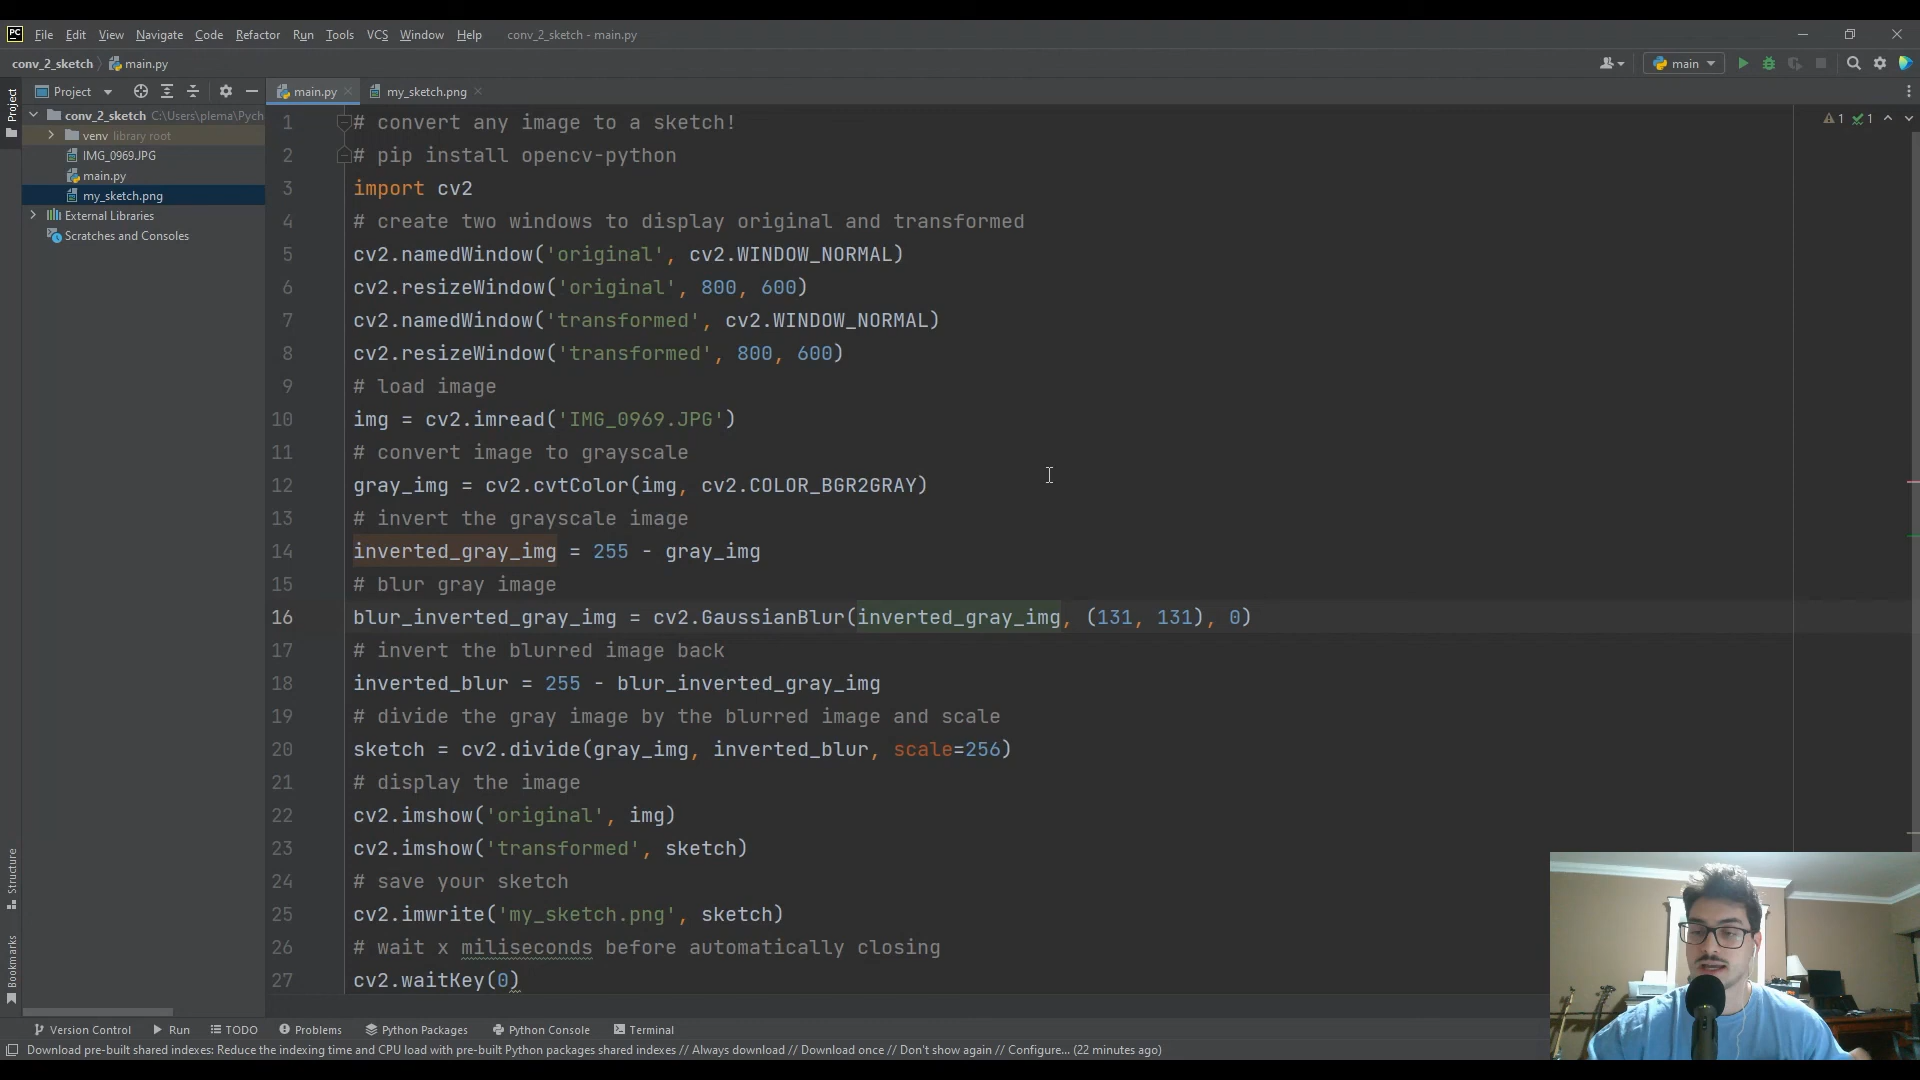 PC File Edit View Navigate Code Refactor Run Tools VCS Window Help conv_2_sketch - main.py
conv_2_sketch main.py main
Project main.py my_sketch.png
Project
conv_2_sketch C:\Users\plema\Pych
venv library root
IMG_0969.JPG
main.py
my_sketch.png
External Libraries
Scratches and Consoles
1 1
1 # convert any image to a sketch!
2 # pip install opencv-python
3 import cv2
4 # create two windows to display original and transformed
5 cv2.namedWindow('original', cv2.WINDOW_NORMAL)
6 cv2.resizeWindow('original', 800, 600)
7 cv2.namedWindow('transformed', cv2.WINDOW_NORMAL)
8 cv2.resizeWindow('transformed', 800, 600)
9 # load image
10 img = cv2.imread('IMG_0969.JPG')
11 # convert image to grayscale
12 gray_img = cv2.cvtColor(img, cv2.COLOR_BGR2GRAY)
13 # invert the grayscale image
14 inverted_gray_img = 255 - gray_img
15 # blur gray image
16 blur_inverted_gray_img = cv2.GaussianBlur(inverted_gray_img, (131, 131), 0)
17 # invert the blurred image back
18 inverted_blur = 255 - blur_inverted_gray_img
19 # divide the gray image by the blurred image and scale
20 sketch = cv2.divide(gray_img, inverted_blur, scale=256)
21 # display the image
22 cv2.imshow('original', img)
23 cv2.imshow('transformed', sketch)
24 # save your sketch
25 cv2.imwrite('my_sketch.png', sketch)
26 # wait x miliseconds before automatically closing
27 cv2.waitKey(0)
Structure
Bookmarks
Version Control Run TODO Problems Python Packages Python Console Terminal
Download pre-built shared indexes: Reduce the indexing time and CPU load with pre-built Python packages shared indexes // Always download // Download once // Don't show again // Configure... (22 minutes ago)